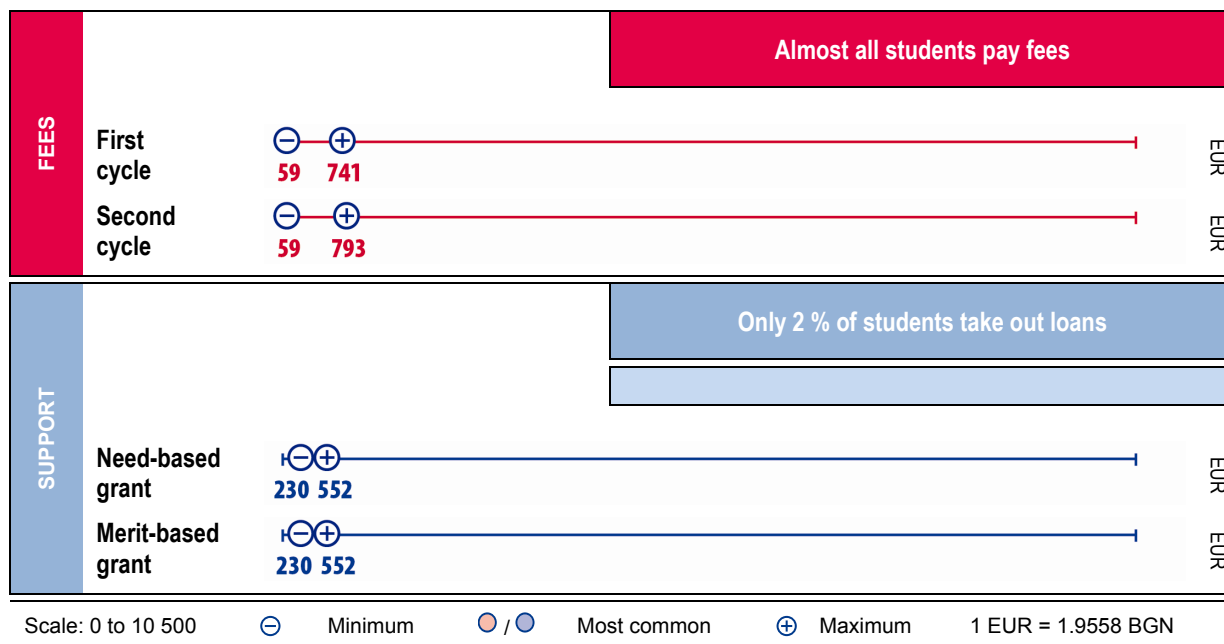 Almost all students pay fees
FEES
First
cycle
59 741
EUR
Second
cycle
59 793
EUR
Only 2 % of students take out loans
SUPPORT
Need-based
grant
230 552
EUR
Merit-based
grant
230 552
EUR
Scale: 0 to 10 500 Minimum / Most common Maximum 1 EUR = 1.9558 BGN